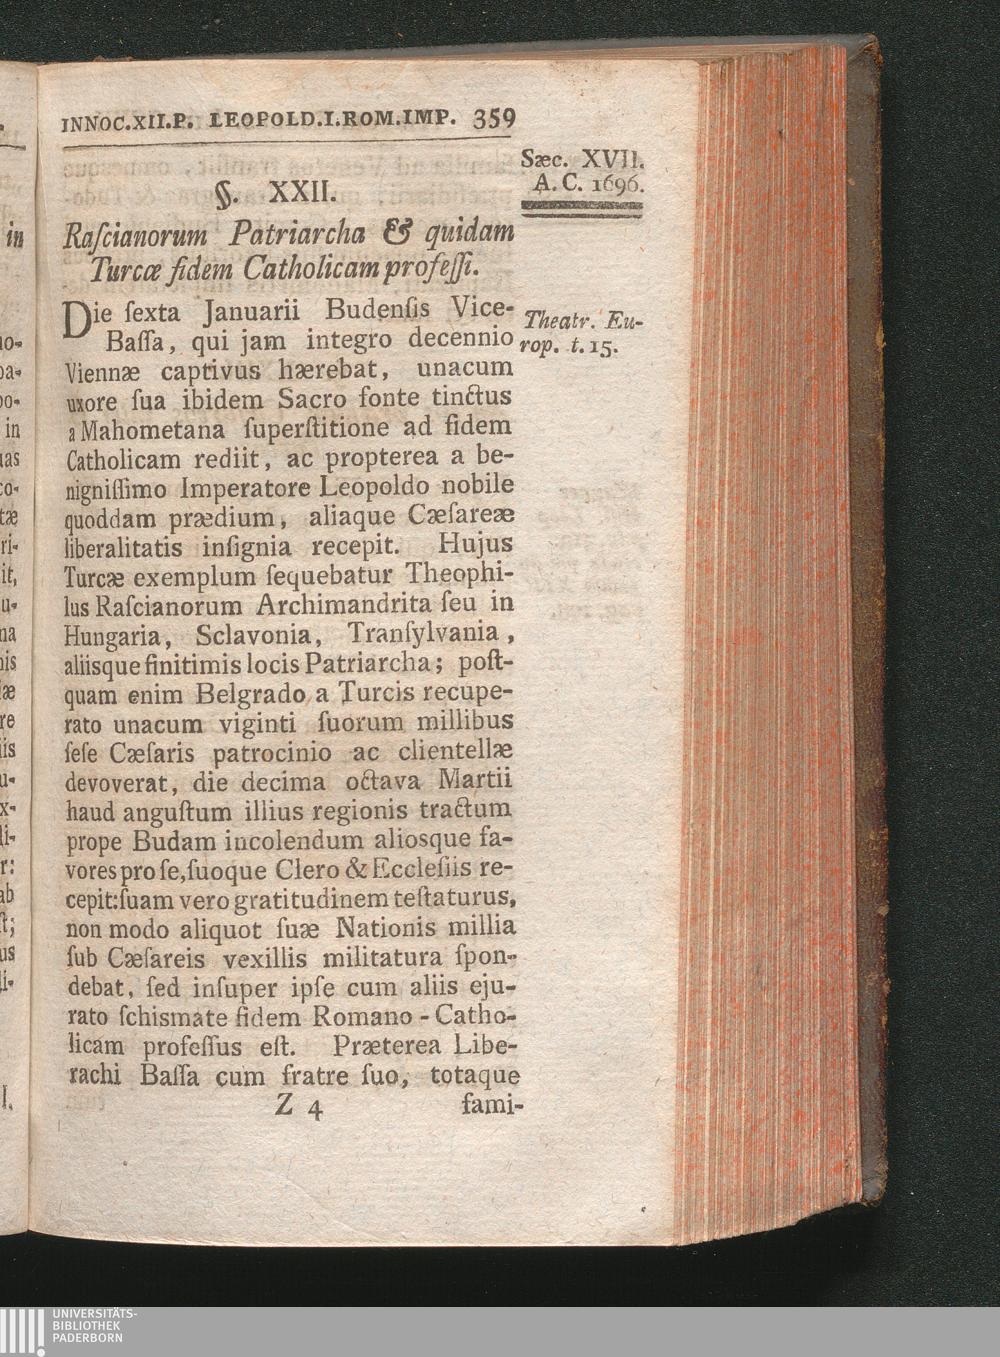 INNOC.XII.P. LEOPOLD.I.ROM.IMP. 359
Sæc. XVII.
A. C. 1696.
§. XXII.
Raſcianorum Patriarcha & quidam
Turcæ fidem Catholicam profeſſi.
Die ſexta Januarii Budenſis Vice-
Baſſa, qui jam integro decennio
Viennæ captivus hærebat, unacum
uxore ſua ibidem Sacro fonte tinctus
a Mahometana ſuperſtitione ad fidem
Catholicam rediit, ac propterea a be-
nigniſſimo Imperatore Leopoldo nobile
quoddam prædium, aliaque Cæſareæ
liberalitatis inſignia recepit. Hujus
Turcæ exemplum ſequebatur Theophi-
lus Raſcianorum Archimandrita ſeu in
Hungaria, Sclavonia, Tranſylvania,
aliisque finitimis locis Patriarcha; poſt-
quam enim Belgrado a Turcis recupe-
rato unacum viginti ſuorum millibus
ſeſe Cæſaris patrocinio ac clientellæ
devoverat, die decima octava Martii
haud anguſtum illius regionis tractum
prope Budam incolendum aliosque fa-
vores pro ſe, ſuoque Clero & Eccleſiis re-
cepit: ſuam vero gratitudinem teſtaturus,
non modo aliquot ſuæ Nationis millia
ſub Cæſareis vexillis militatura ſpon-
debat, ſed inſuper ipſe cum aliis eju-
rato ſchismate fidem Romano-Catho-
licam profeſſus eſt. Præterea Libe-
rachi Baſſa cum fratre ſuo, totaque
Z 4 fami-
Theatr. Eu-
rop. t. 15.
UNIVERSITÄTS-
BIBLIOTHEK
PADERBORN